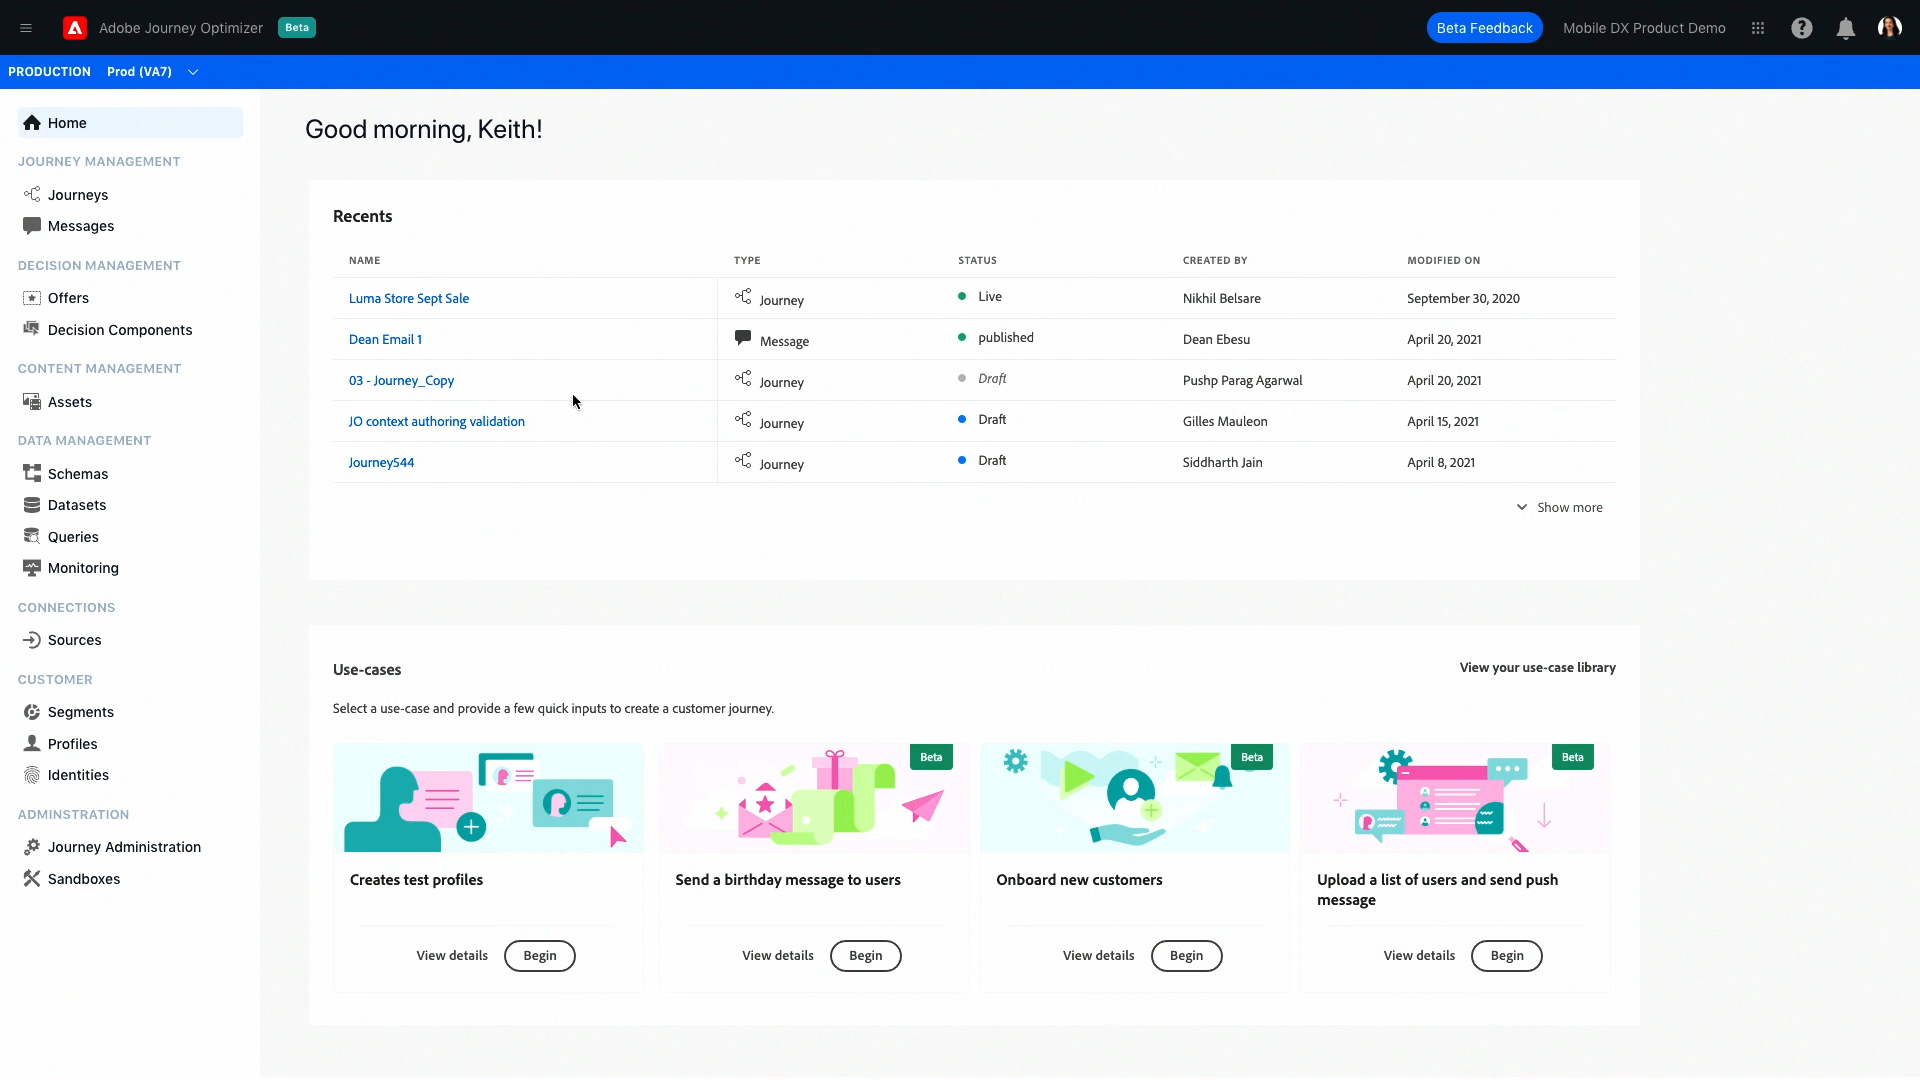 Adobe Journey Optimizer Beta Beta Feedback Mobile DX Product Demo
PRODUCTION Prod (VA7)
Home
JOURNEY MANAGEMENT
Journeys
Messages
DECISION MANAGEMENT
Offers
Decision Components
CONTENT MANAGEMENT
Assets
DATA MANAGEMENT
Schemas
Datasets
Queries
Monitoring
CONNECTIONS
Sources
CUSTOMER
Segments
Profiles
Identities
ADMINSTRATION
Journey Administration
Sandboxes
Good morning, Keith!
Recents
NAME TYPE STATUS CREATED BY MODIFIED ON
Luma Store Sept Sale Journey Live Nikhil Belsare September 30, 2020
Dean Email 1 Message published Dean Ebesu April 20, 2021
03 - Journey_Copy Journey Draft Pushp Parag Agarwal April 20, 2021
JO context authoring validation Journey Draft Gilles Mauleon April 15, 2021
Journey544 Journey Draft Siddharth Jain April 8, 2021
Show more
Use-cases View your use-case library
Select a use-case and provide a few quick inputs to create a customer journey.
Beta Beta Beta
Creates test profiles
View details Begin
Send a birthday message to users
View details Begin
Onboard new customers
View details Begin
Upload a list of users and send push
message
View details Begin